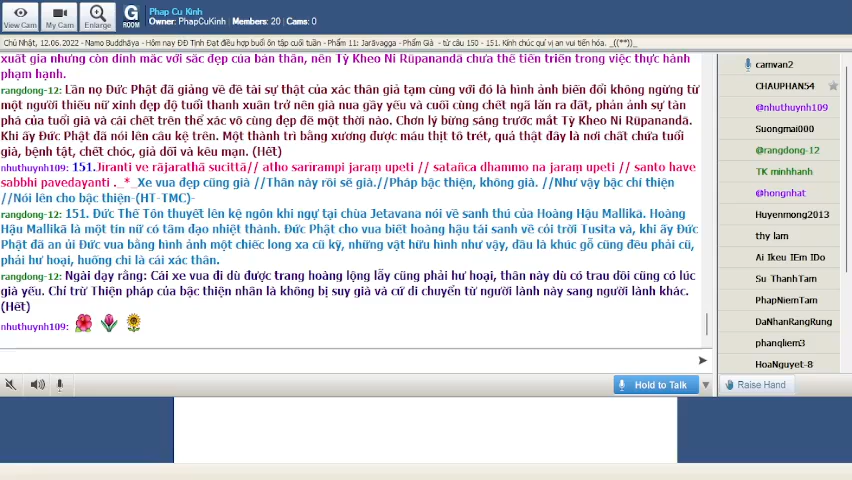 Phap Cu Kinh
Owner: PhapCuKinh | Members: 20 | Cams: 0
View Cam
My Cam
Enlarge
G
ROOM
Chủ Nhật, 12.06.2022 - Namo Buddhāya - Hôm nay ĐĐ Tịnh Đạt điều hợp buổi ôn tập cuối tuần - Phẩm 11: Jarāvagga - Phẩm Già - từ câu 150 - 151. Kính chúc quí vị an vui tiến hóa. _((**))_
xuất gia nhưng còn dính mắc với sắc đẹp của bản thân, nên Tỳ Kheo Ni Rūpanandā chưa thể tiến triển trong việc thực hành
phạm hạnh.
rangdong-12: Lần nọ Đức Phật đã giảng về đề tài sự thật của xác thân giả tạm cùng với đó là hình ảnh biến đổi không ngừng từ
một người thiếu nữ xinh đẹp độ tuổi thanh xuân trở nên già nua gầy yếu và cuối cùng chết ngã lăn ra đất, phản ảnh sự tàn
phá của tuổi già và cái chết trên thể xác vô cùng đẹp đẽ một thời nào. Chơn lý bừng sáng trước mắt Tỳ Kheo Ni Rūpanandā.
Khi ấy Đức Phật đã nói lên câu kệ trên. Một thành trì bằng xương được máu thịt tô trét, quả thật đây là nơi chất chứa tuổi
già, bệnh tật, chết chóc, giả dối và kêu mạn. (Hết)
nhuthuynh109: 151.Jiranti ve rājarathā sucittā// atho sarīrampi jaraṃ upeti // satañca dhammo na jaraṃ upeti // santo have
sabbhi pavedayanti ._*_Xe vua đẹp cũng già //Thân này rồi sẽ già.//Pháp bậc thiện, không già. //Như vậy bậc chí thiện
//Nói lên cho bậc thiện-(HT-TMC)-
rangdong-12: 151. Đức Thế Tôn thuyết lên kệ ngôn khi ngự tại chùa Jetavana nói về sanh thú của Hoàng Hậu Mallikā. Hoàng
Hậu Mallikā là một tín nữ có tâm đạo nhiệt thành. Đức Phật cho vua biết hoàng hậu tái sanh về cỏi trời Tusita và, khi ấy Đức
Phật đã an ủi Đức vua bằng hình ảnh một chiếc long xa cũ kỹ, những vật hữu hình như vậy, dầu là khúc gỗ cũng đều phải cũ,
phải hư hoại, huống chi là cái xác thân.
rangdong-12: Ngài dạy rằng: Cái xe vua đi dù được trang hoàng lộng lẫy cũng phải hư hoại, thân này dù có trau dồi cũng có lúc
già yếu. Chỉ trừ Thiện pháp của bậc thiện nhân là không bị suy già và cứ di chuyển từ người lành này sang người lành khác.
(Hết)
nhuthuynh109:
Hold to Talk
camvan2
CHAUPHAN54
@nhuthuynh109
Suongmai000
@rangdong-12
TK minhhanh
@hongnhat
Huyenmong2013
thy lam
Ai Ikeu IEm IDo
Su ThanhTam
PhapNiemTam
DaNhanRangRung
phangliem3
HoaNguyet-8
Raise Hand